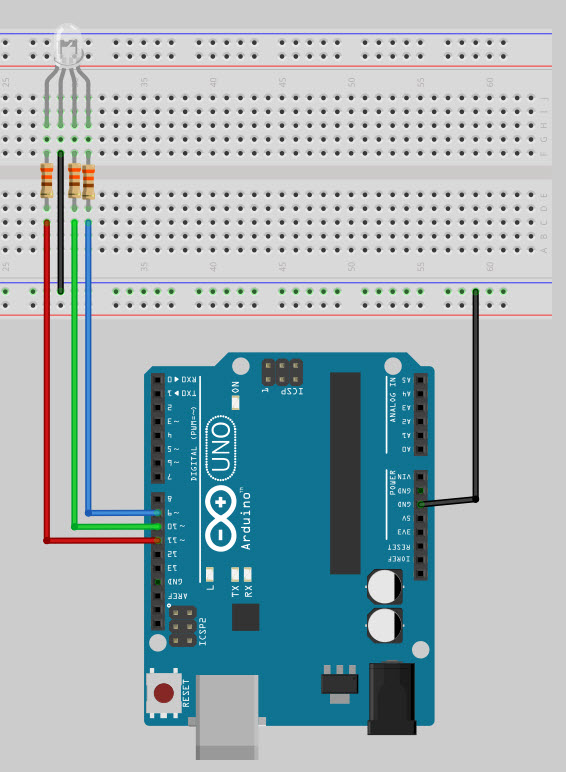 25 35 40 45 50 55 60
J
I
H
G
F
E
D
C
B
A
25 35 40 45 50 55 60
ON
1
ICSP
RX◄0
TX►1
2
~3
4
~5
~6
7
DIGITAL (PWM=~)
8
~9
~10
~11
12
13
GND
AREF
UNO
Arduino™
L
TX
RX
ICSP2
RESET
ANALOG IN
A5
A4
A3
A2
A1
A0
POWER
VIN
GND
GND
5V
3V3
RESET
IOREF